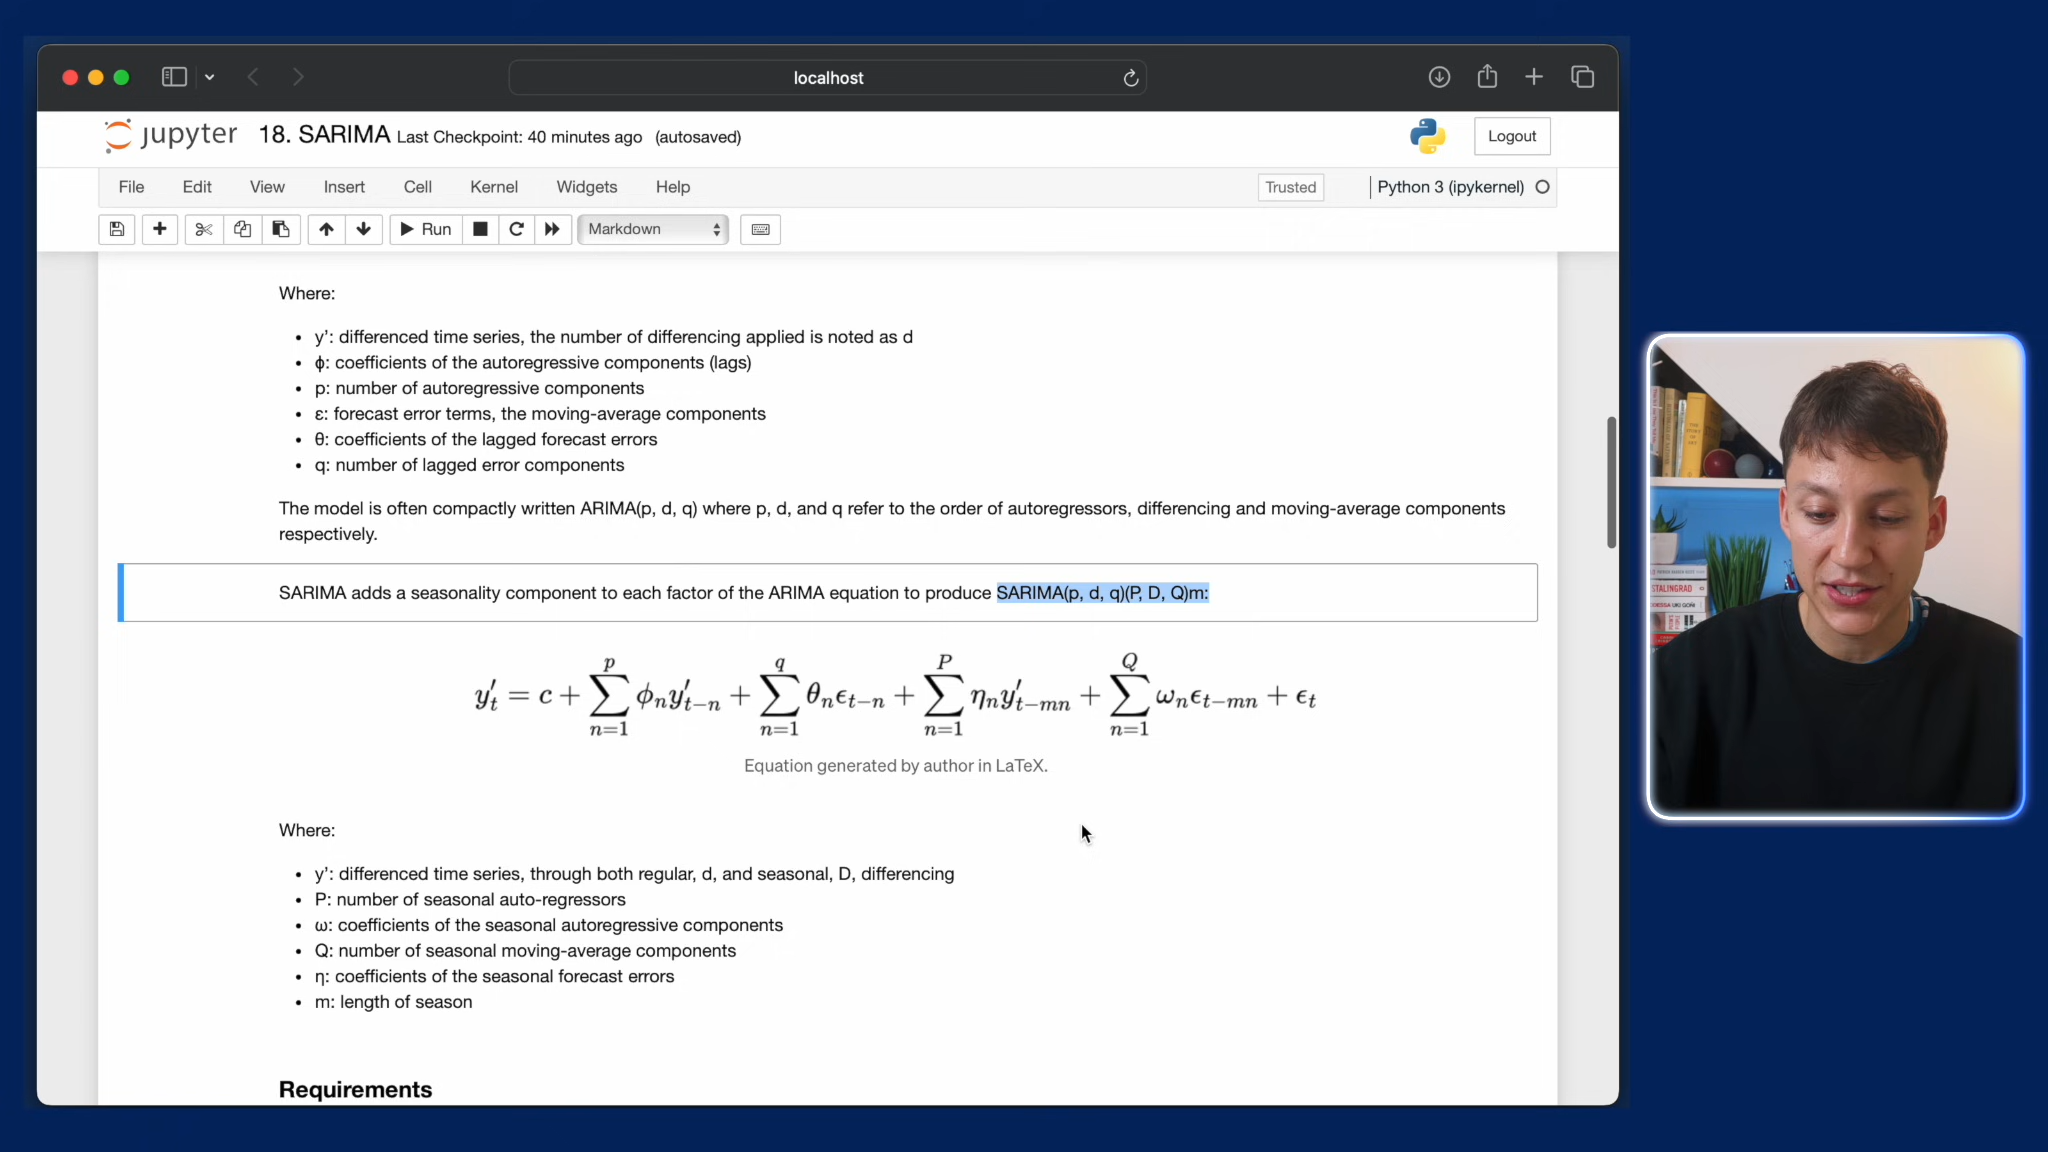 localhost
jupyter 18. SARIMA Last Checkpoint: 40 minutes ago (autosaved)
Logout
File Edit View Insert Cell Kernel Widgets Help
Trusted
Python 3 (ipykernel)
Run
Markdown
Where:
• y': differenced time series, the number of differencing applied is noted as d
• ϕ: coefficients of the autoregressive components (lags)
• p: number of autoregressive components
• ε: forecast error terms, the moving-average components
• θ: coefficients of the lagged forecast errors
• q: number of lagged error components
The model is often compactly written ARIMA(p, d, q) where p, d, and q refer to the order of autoregressors, differencing and moving-average components
respectively.
SARIMA adds a seasonality component to each factor of the ARIMA equation to produce SARIMA(p, d, q)(P, D, Q)m:
y′_t = c + ∑_{n=1}^{p} ϕ_n y′_{t−n} + ∑_{n=1}^{q} θ_n ϵ_{t−n} + ∑_{n=1}^{P} η_n y′_{t−mn} + ∑_{n=1}^{Q} ω_n ϵ_{t−mn} + ϵ_t
Equation generated by author in LaTeX.
Where:
• y': differenced time series, through both regular, d, and seasonal, D, differencing
• P: number of seasonal auto-regressors
• ω: coefficients of the seasonal autoregressive components
• Q: number of seasonal moving-average components
• η: coefficients of the seasonal forecast errors
• m: length of season
Requirements
STALINGRAD